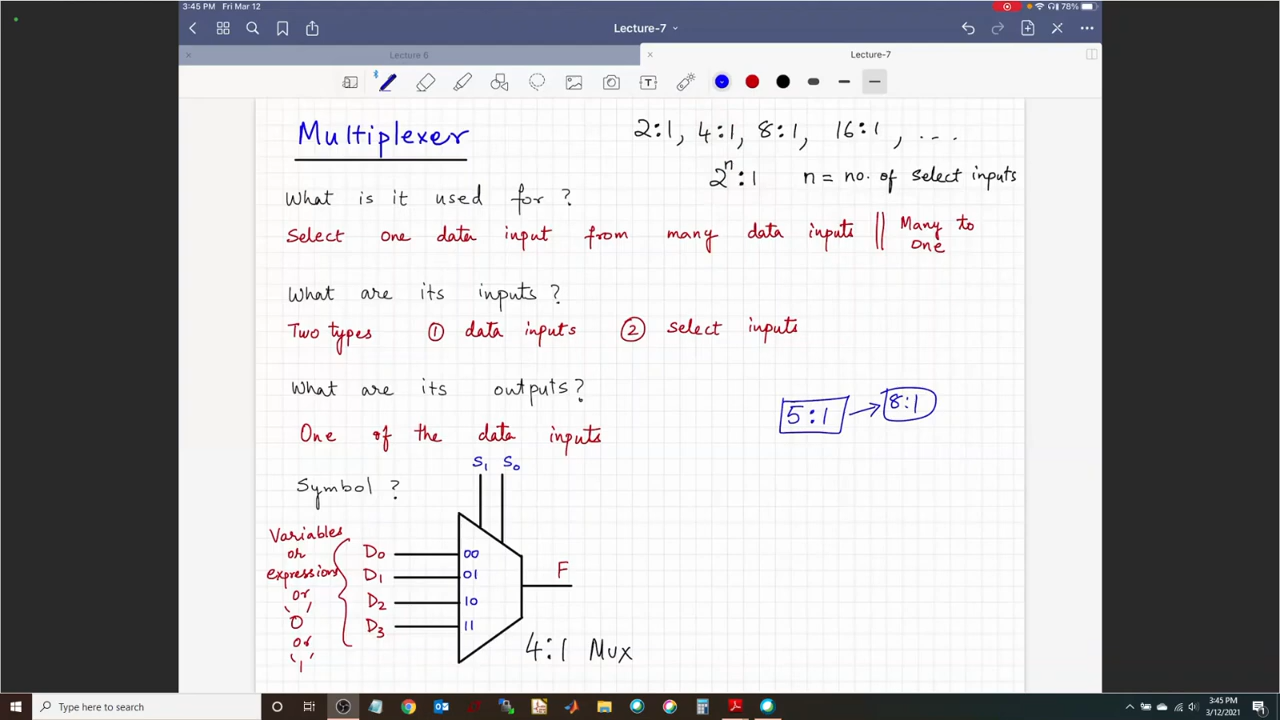 3:45 PM Fri Mar 12
78%
Lecture-7
Lecture 6
Lecture-7
Multiplexer
2:1, 4:1, 8:1, 16:1, ...
2ⁿ:1 n = no. of select inputs
What is it used for?
Select one data input from many data inputs || Many to One
What are its inputs?
Two types ① data inputs ② select inputs
What are its outputs?
5:1 → 8:1
One of the data inputs
S₁ S₀
Symbol?
Variables
or
expression
or
'0'
or
'1'
D₀ 00
D₁ 01
D₂ 10
D₃ 11
F
4:1 Mux
Type here to search
3:45 PM
3/12/2021